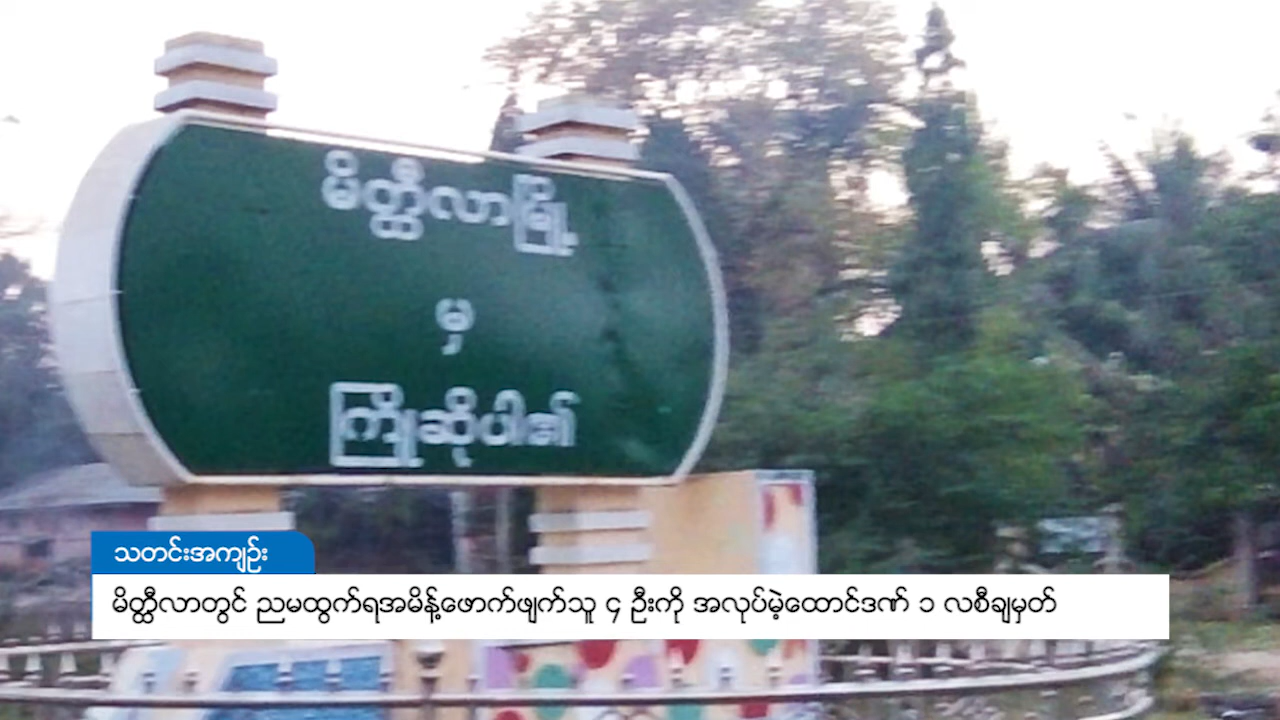 မိတ္ထီလာမြို့
မှ
ကြိုဆိုပါ၏
သတင်းအကျဉ်း
မိတ္ထီလာတွင် ညမထွက်ရအမိန့်ဖောက်ဖျက်သူ ၄ ဦးကို အလုပ်မဲ့ထောင်ဒဏ် ၁ လစီချမှတ်